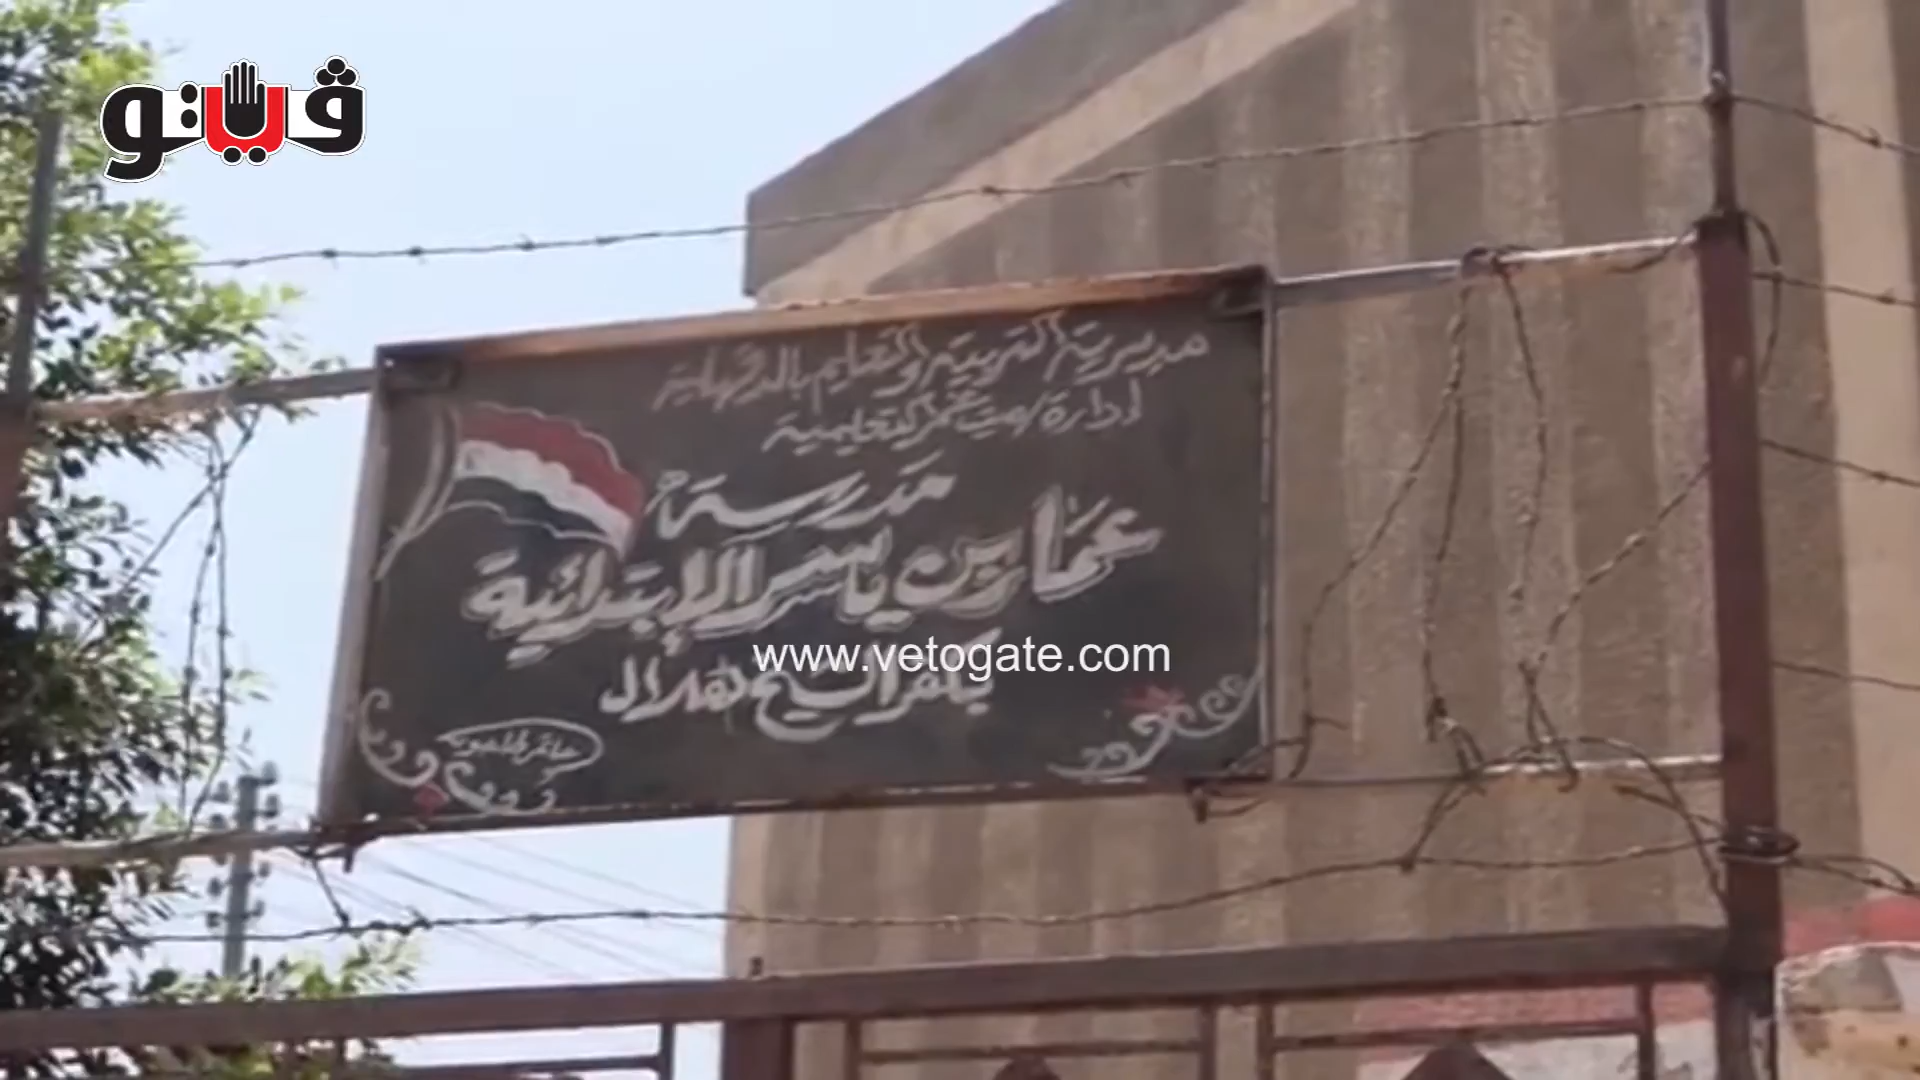 فيتو
مديرية التربية والتعليم بالدقهلية
ادارة ميت غمر التعليمية
مدرسة
عمار بن ياسر الإبتدائية
بكفر الشيخ هلال
www.vetogate.com